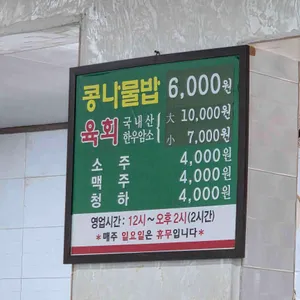 콩나물밥 6,000원
육회 국내산 한우암소 大 10,000원
小 7,000원
소주 4,000원
맥주 4,000원
청하 4,000원
영업시간 : 12시~오후2시(2시간)
*매주 일요일은 휴무입니다*